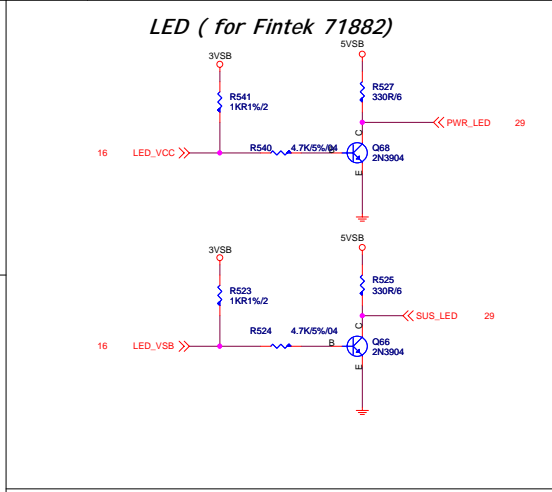 LED ( for Fintek 71882)
5VSB
3VSB
R527
330R/6
R541
1KR1%/2
PWR_LED 29
C
R540 4.7K/5%/04
B
Q68
2N3904
16 LED_VCC
E
5VSB
3VSB
R525
330R/6
R523
1KR1%/2
SUS_LED 29
C
R524 4.7K/5%/04
B
Q66
2N3904
16 LED_VSB
E